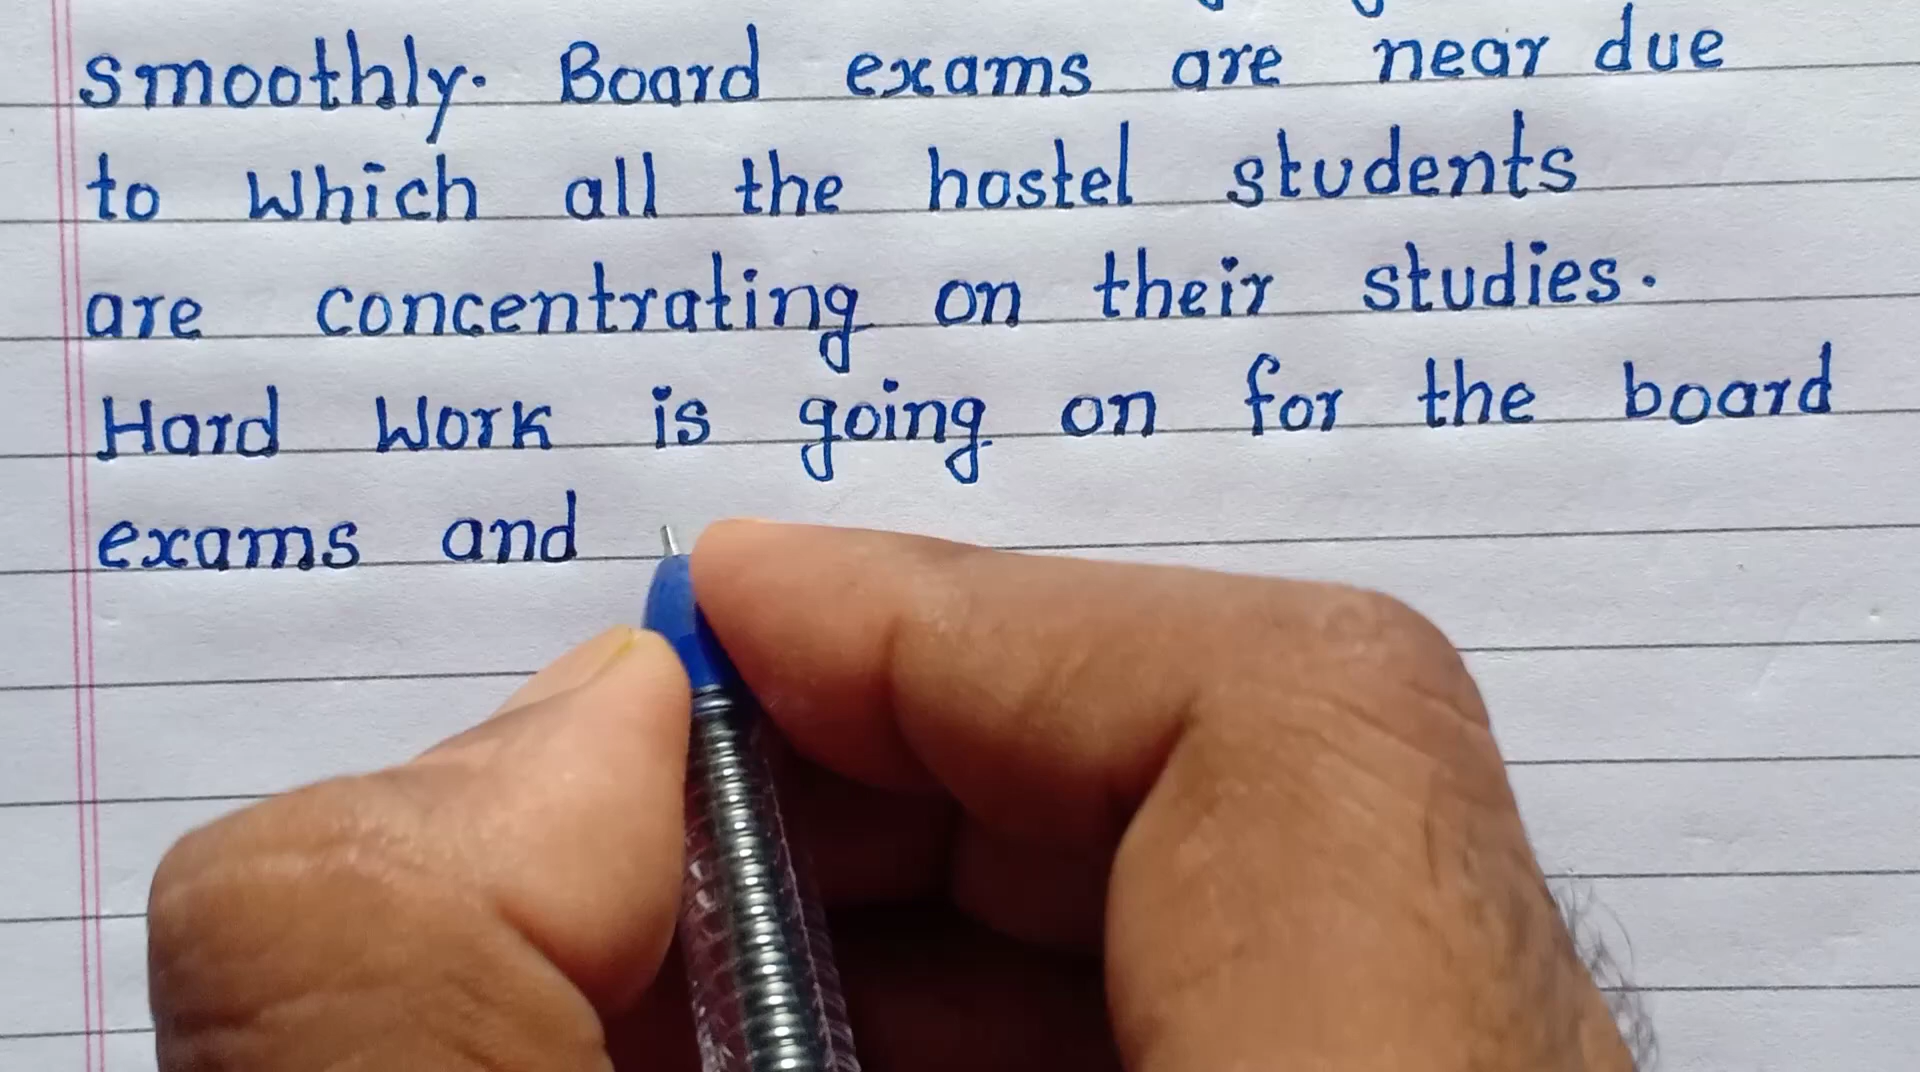 smoothly. Board exams are near due
to which all the hostel students
are concentrating on their studies.
Hard work is going on for the board
exams and